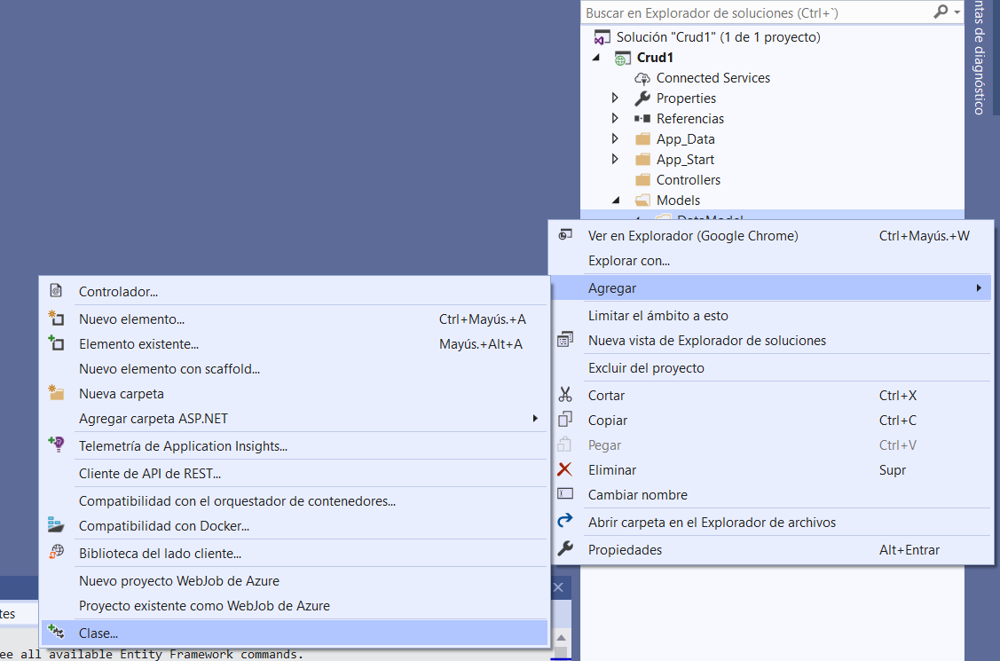 Buscar en Explorador de soluciones (Ctrl+`)
Solución "Crud1" (1 de 1 proyecto)
Crud1
Connected Services
Properties
Referencias
App_Data
App_Start
Controllers
Models
DataModel
ntas de diagnóstico
Ver en Explorador (Google Chrome) Ctrl+Mayús.+W
Explorar con...
Agregar
Limitar el ámbito a esto
Nueva vista de Explorador de soluciones
Excluir del proyecto
Cortar Ctrl+X
Copiar Ctrl+C
Pegar Ctrl+V
Eliminar Supr
Cambiar nombre
Abrir carpeta en el Explorador de archivos
Propiedades Alt+Entrar
Controlador...
Nuevo elemento... Ctrl+Mayús.+A
Elemento existente... Mayús.+Alt+A
Nuevo elemento con scaffold...
Nueva carpeta
Agregar carpeta ASP.NET
Telemetría de Application Insights...
Cliente de API de REST...
Compatibilidad con el orquestador de contenedores...
Compatibilidad con Docker...
Biblioteca del lado cliente...
Nuevo proyecto WebJob de Azure
Proyecto existente como WebJob de Azure
Clase...
tes
ee all available Entity Framework commands.